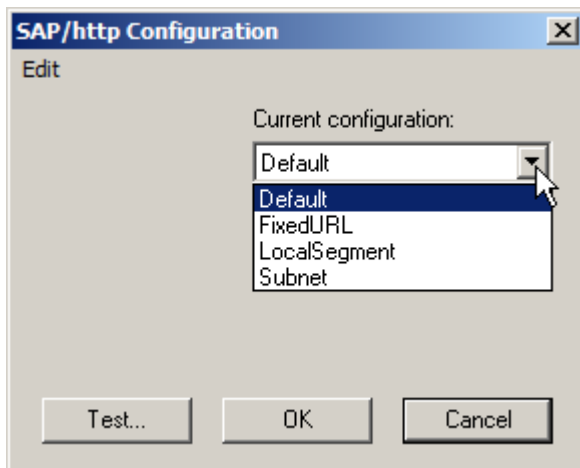 SAP/http Configuration
Edit
Current configuration:
Default
Default
FixedURL
LocalSegment
Subnet
Test... OK Cancel